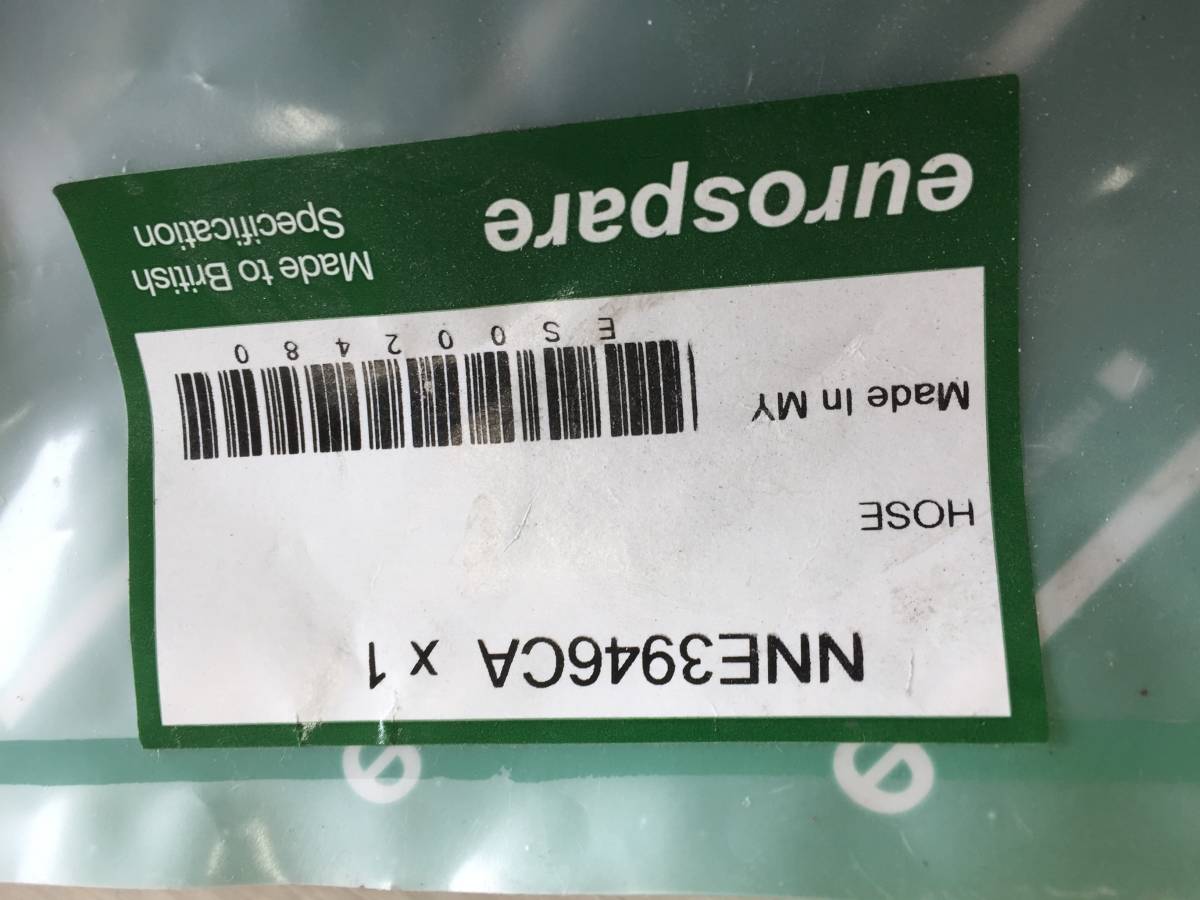 NNE3946CA x 1
HOSE
Made In MY
E S 0 0 2 4 8 0
eurospare
Made to British
Specification